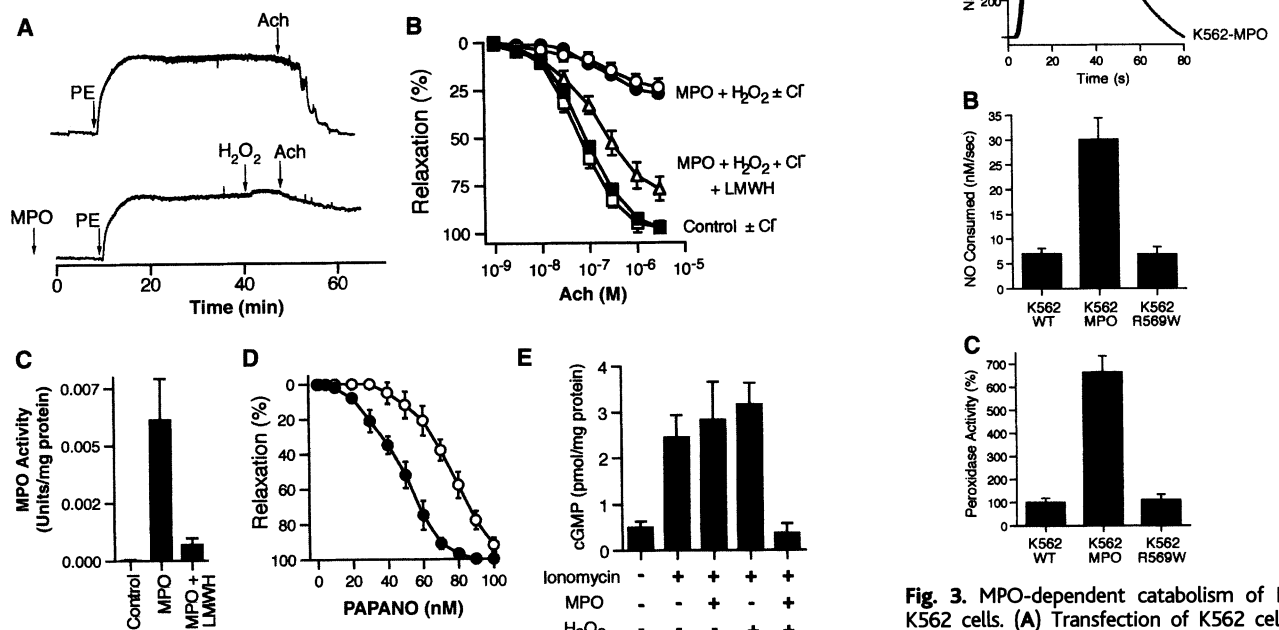 A
Ach
PE
H₂O₂
Ach
MPO
PE
0 20 40 60
Time (min)
B
Relaxation (%)
0
25
50
75
100
MPO + H₂O₂ ± Cl⁻
MPO + H₂O₂ + Cl⁻
+ LMWH
Control ± Cl⁻
10⁻⁹ 10⁻⁸ 10⁻⁷ 10⁻⁶ 10⁻⁵
Ach (M)
C
MPO Activity
(Units/mg protein)
0.007
0.005
0.002
0.000
Control
MPO
MPO +
LMWH
D
Relaxation (%)
0
20
40
60
80
100
0 20 40 60 80 100
PAPANO (nM)
E
cGMP (pmol/mg protein)
4
3
2
1
0
Ionomycin - + + + +
MPO - - + - +
H₂O₂ - - - + +
200
K562-MPO
0 20 40 60 80
Time (s)
B
NO Consumed (nM/sec)
35
30
25
20
15
10
5
0
K562 K562 K562
WT MPO R569W
C
Peroxidase Activity (%)
700
600
500
400
300
200
100
0
K562 K562 K562
WT MPO R569W
Fig. 3. MPO-dependent catabolism of
K562 cells. (A) Transfection of K562